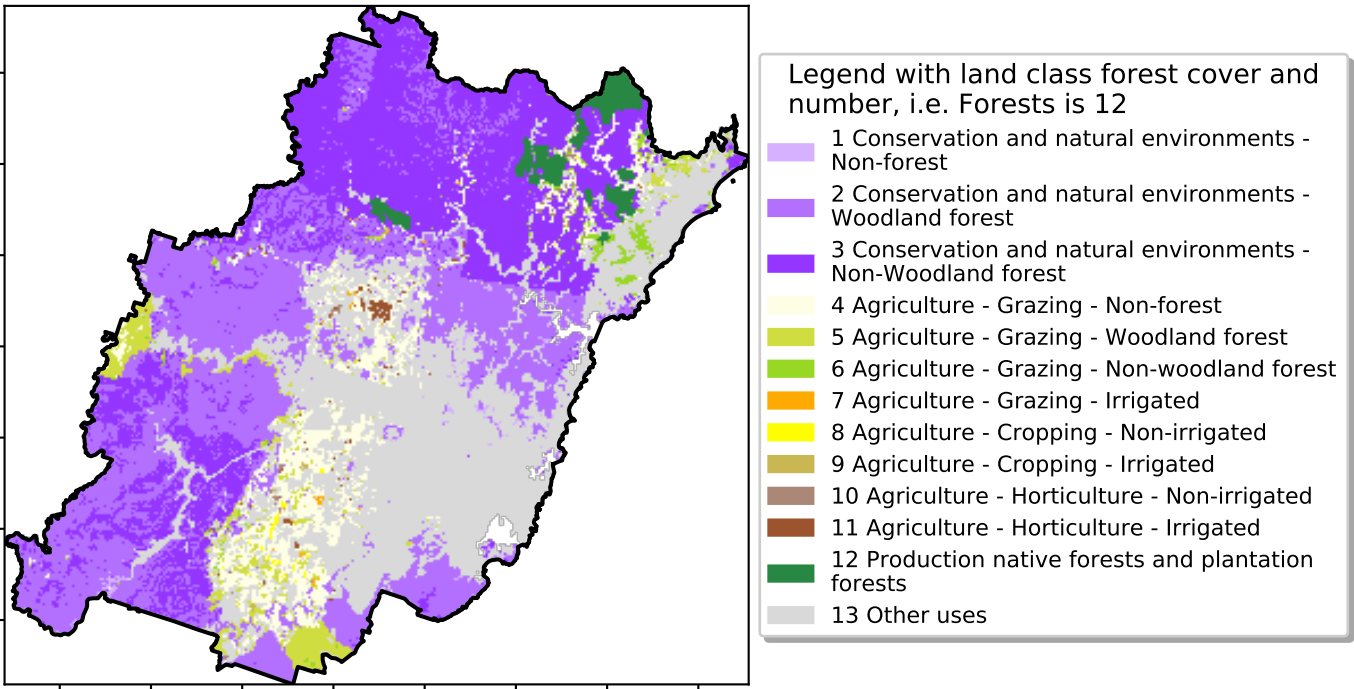 Legend with land class forest cover and
number, i.e. Forests is 12
1 Conservation and natural environments -
Non-forest
2 Conservation and natural environments -
Woodland forest
3 Conservation and natural environments -
Non-Woodland forest
4 Agriculture - Grazing - Non-forest
5 Agriculture - Grazing - Woodland forest
6 Agriculture - Grazing - Non-woodland forest
7 Agriculture - Grazing - Irrigated
8 Agriculture - Cropping - Non-irrigated
9 Agriculture - Cropping - Irrigated
10 Agriculture - Horticulture - Non-irrigated
11 Agriculture - Horticulture - Irrigated
12 Production native forests and plantation
forests
13 Other uses